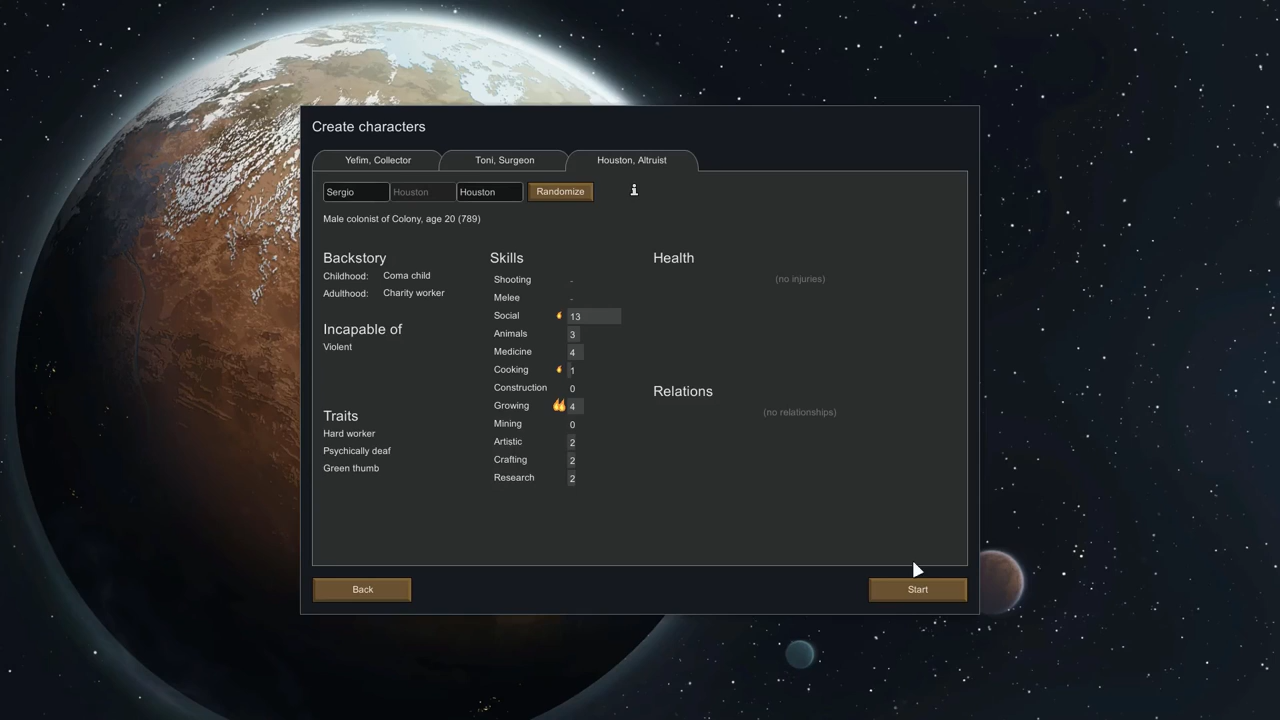 Create characters
Yefim, Collector
Toni, Surgeon
Houston, Altruist
Sergio
Houston
Houston
Randomize
Male colonist of Colony, age 20 (789)
Backstory
Childhood: Coma child
Adulthood: Charity worker
Incapable of
Violent
Traits
Hard worker
Psychically deaf
Green thumb
Skills
Shooting -
Melee -
Social 13
Animals 3
Medicine 4
Cooking 1
Construction 0
Growing 4
Mining 0
Artistic 2
Crafting 2
Research 2
Health
(no injuries)
Relations
(no relationships)
Back
Start